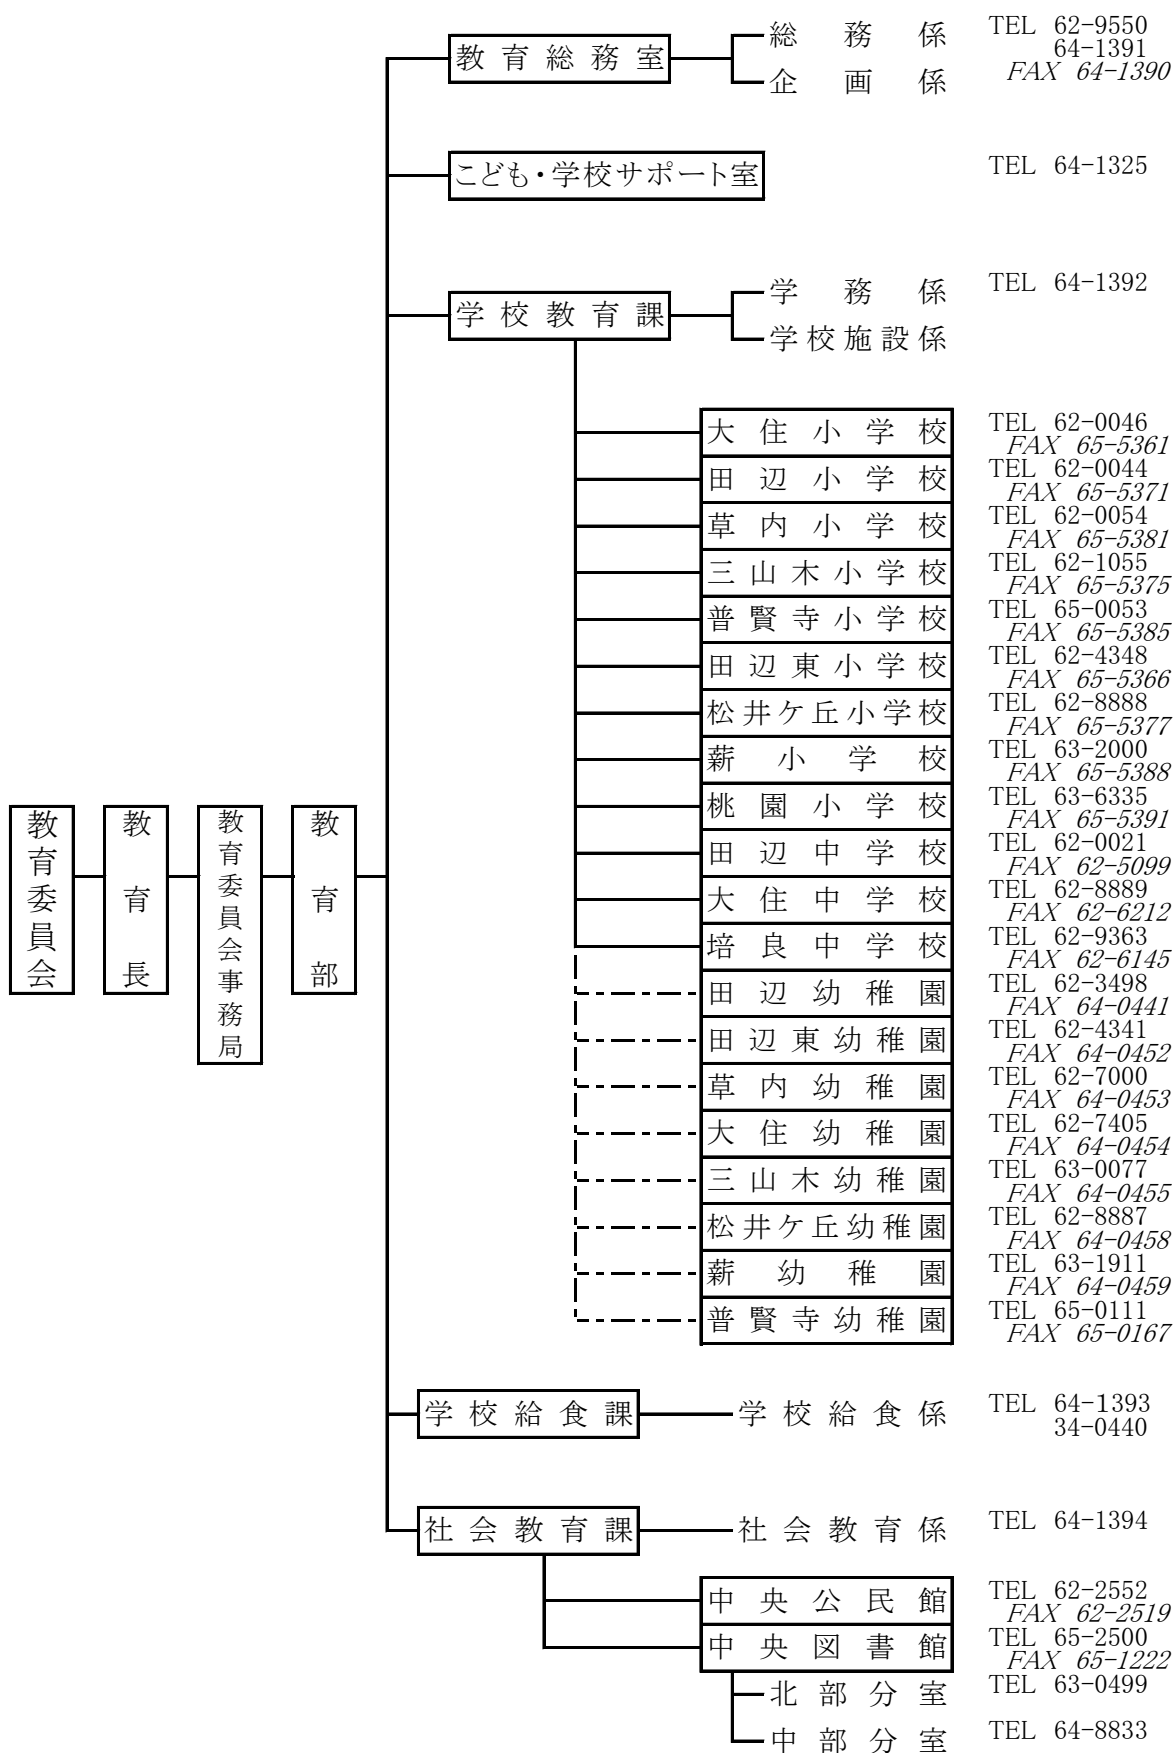 教育委員会
教育長
教育委員会事務局
教育部
教育総務室
総務係 TEL 62-9550
64-1391
企画係 FAX 64-1390
こども・学校サポート室 TEL 64-1325
学校教育課
学務係 TEL 64-1392
学校施設係
大住小学校 TEL 62-0046
FAX 65-5361
田辺小学校 TEL 62-0044
FAX 65-5371
草内小学校 TEL 62-0054
FAX 65-5381
三山木小学校 TEL 62-1055
FAX 65-5375
普賢寺小学校 TEL 65-0053
FAX 65-5385
田辺東小学校 TEL 62-4348
FAX 65-5366
松井ケ丘小学校 TEL 62-8888
FAX 65-5377
薪小学校 TEL 63-2000
FAX 65-5388
桃園小学校 TEL 63-6335
FAX 65-5391
田辺中学校 TEL 62-0021
FAX 62-5099
大住中学校 TEL 62-8889
FAX 62-6212
培良中学校 TEL 62-9363
FAX 62-6145
田辺幼稚園 TEL 62-3498
FAX 64-0441
田辺東幼稚園 TEL 62-4341
FAX 64-0452
草内幼稚園 TEL 62-7000
FAX 64-0453
大住幼稚園 TEL 62-7405
FAX 64-0454
三山木幼稚園 TEL 63-0077
FAX 64-0455
松井ケ丘幼稚園 TEL 62-8887
FAX 64-0458
薪幼稚園 TEL 63-1911
FAX 64-0459
普賢寺幼稚園 TEL 65-0111
FAX 65-0167
学校給食課 学校給食係 TEL 64-1393
34-0440
社会教育課 社会教育係 TEL 64-1394
中央公民館 TEL 62-2552
FAX 62-2519
中央図書館 TEL 65-2500
FAX 65-1222
北部分室 TEL 63-0499
中部分室 TEL 64-8833